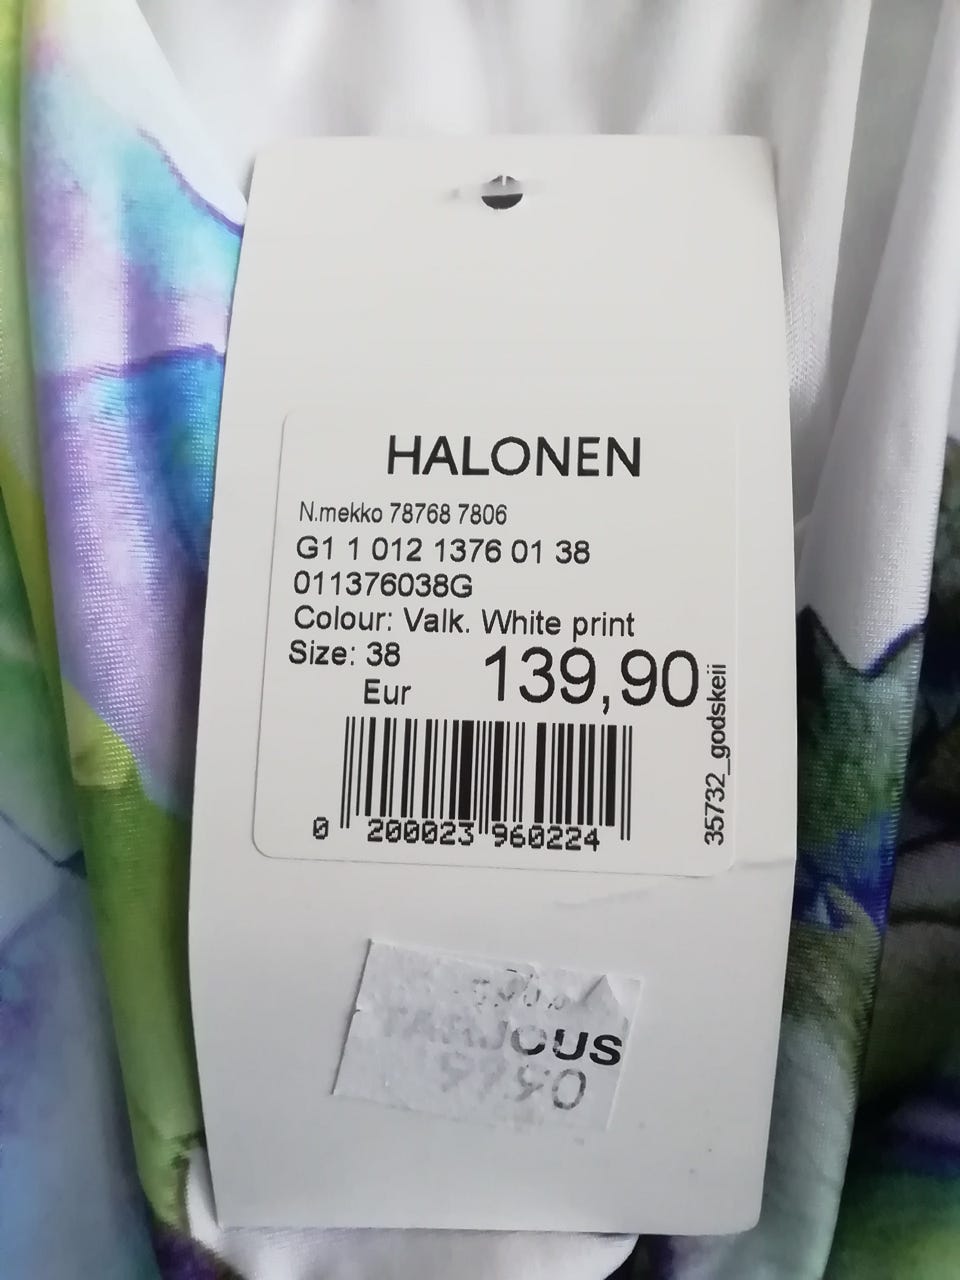 HALONEN
N.mekko 78768 7806
G1 1 012 1376 01 38
011376038G
Colour: Valk. White print
Size: 38
Eur 139,90
35732_godskeii
0 200023 960224
TARJOUS